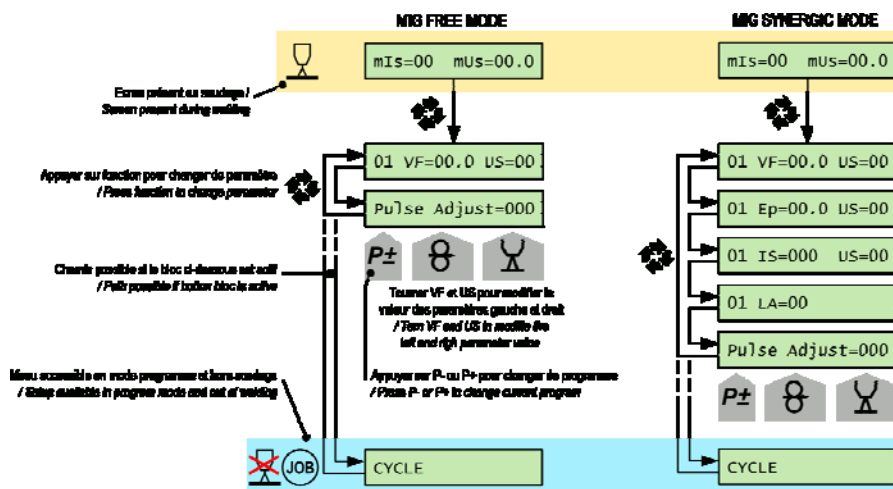 MIG FREE MODE
MIG SYNERGIC MODE
mIs=00 mUs=00.0
mIs=00 mUs=00.0
Ecran présent au soudage /
Screen present during welding
01 VF=00.0 US=00
01 VF=00.0 US=00
Appuyer sur function pour changer de paramètre
/ Press function to change parameter
Pulse Adjust=000
01 Ep=00.0 US=00
P±
01 IS=000 US=00
Chemin possible si le bloc ci-dessous est actif
/ Path possible if bottom bloc is active
Tourner VF et US pour modifier la
valeur des paramètres gauche et droit
/ Turn VF and US to modifie the
left and righ parameter value
01 LA=00
Pulse Adjust=000
Menu accessible en mode programme et hors soudage
/ Setup available in program mode and out of welding
Appuyer sur P- ou P+ pour changer de programme
/ Press P- or P+ to change current program
P±
JOB
CYCLE
CYCLE